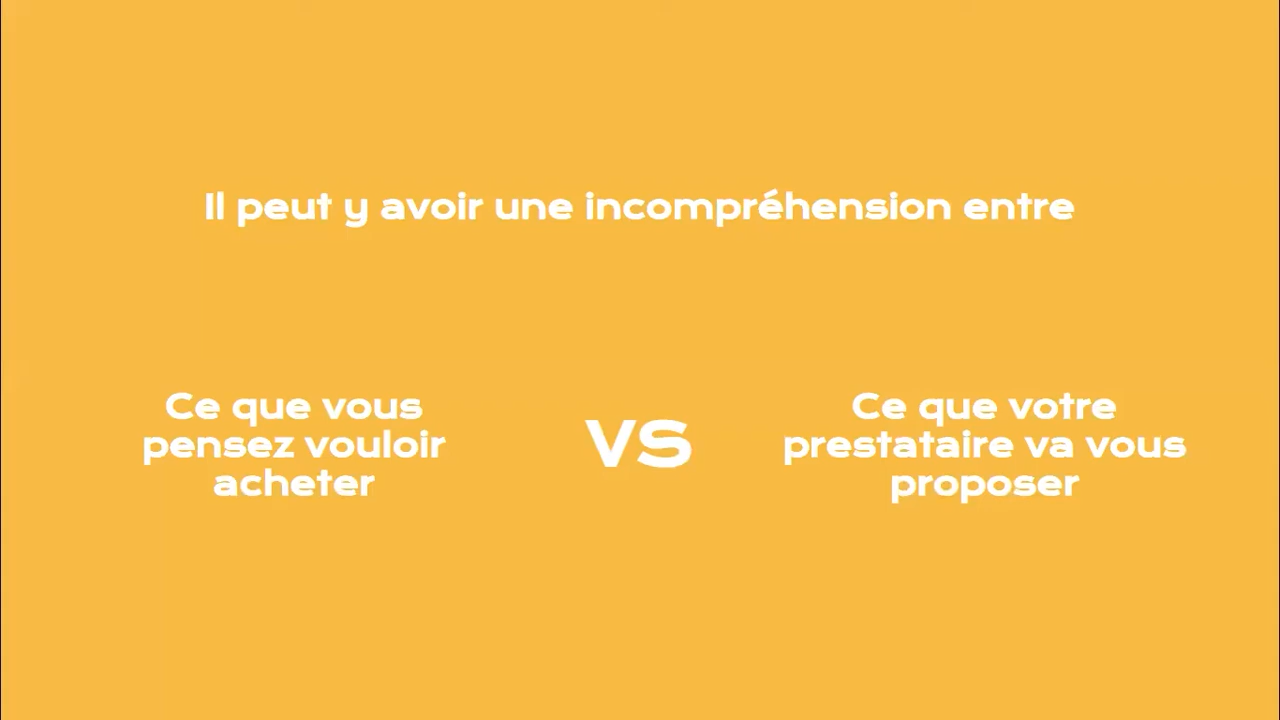 Il peut y avoir une incompréhension entre
Ce que vous
pensez vouloir
acheter
VS
Ce que votre
prestataire va vous
proposer